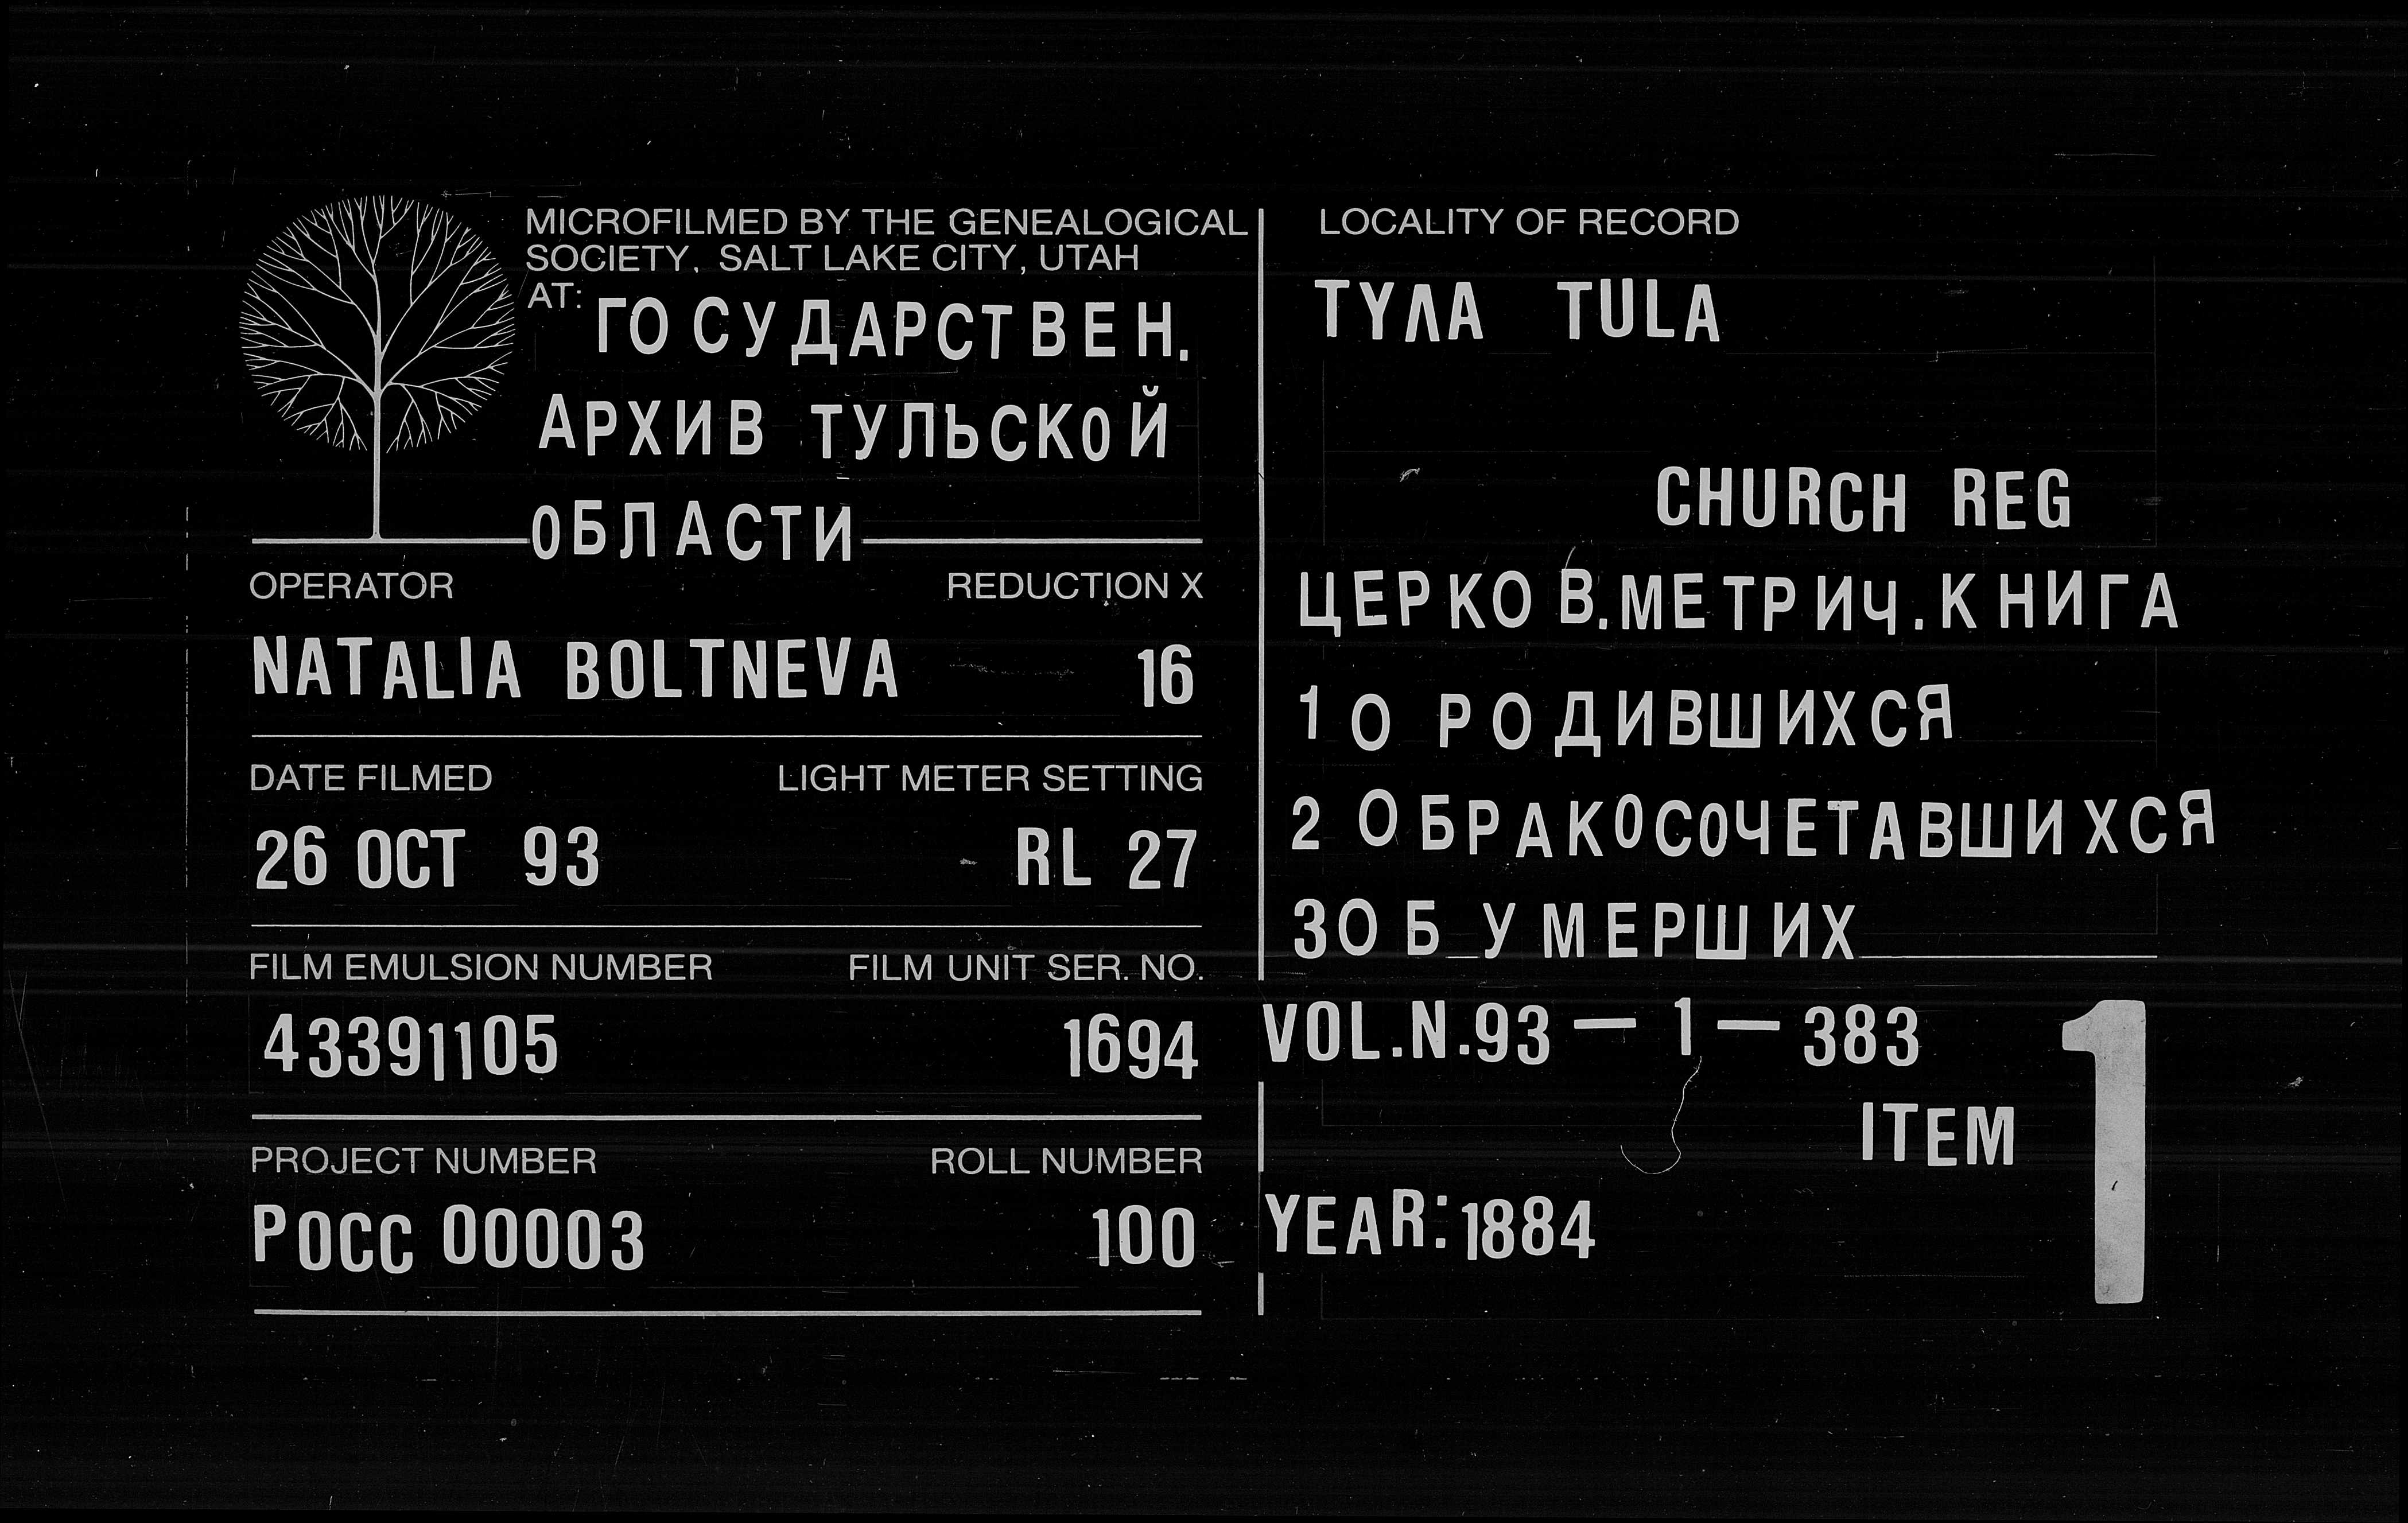 MICROFILMED BY THE GENEALOGICAL
SOCIETY, SALT LAKE CITY, UTAH
AT: ГОСУДАРСТВЕН.
АРХИВ ТУЛЬСКОЙ
ОБЛАСТИ
OPERATOR REDUCTION X
NATALIA BOLTNEVA 16
DATE FILMED LIGHT METER SETTING
26 OCT 93 RL 27
FILM EMULSION NUMBER FILM UNIT SER. NO.
43391105 1694
PROJECT NUMBER ROLL NUMBER
РОСС 00003 100
LOCALITY OF RECORD
ТУЛА TULA
CHURCH REG
ЦЕРКОВ.МЕТРИЧ.КНИГА
1 О РОДИВШИХСЯ
2 О БРАКОСОЧЕТАВШИХСЯ
3 ОБ УМЕРШИХ
VOL.N.93 — 1 — 383
ITEM 1
YEAR: 1884